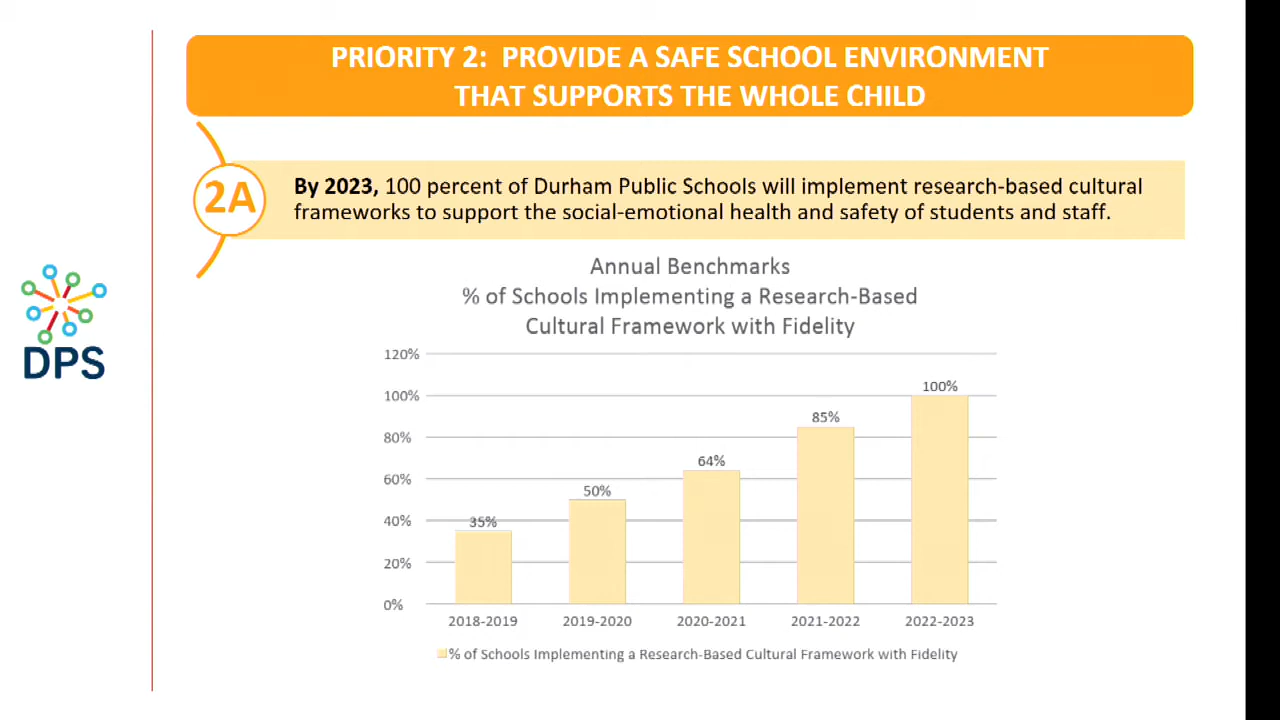 PRIORITY 2: PROVIDE A SAFE SCHOOL ENVIRONMENT
THAT SUPPORTS THE WHOLE CHILD
2A
By 2023, 100 percent of Durham Public Schools will implement research-based cultural
frameworks to support the social-emotional health and safety of students and staff.
DPS
Annual Benchmarks
% of Schools Implementing a Research-Based
Cultural Framework with Fidelity
120%
100%
80%
60%
40%
20%
0%
35%
50%
64%
85%
100%
2018-2019
2019-2020
2020-2021
2021-2022
2022-2023
% of Schools Implementing a Research-Based Cultural Framework with Fidelity